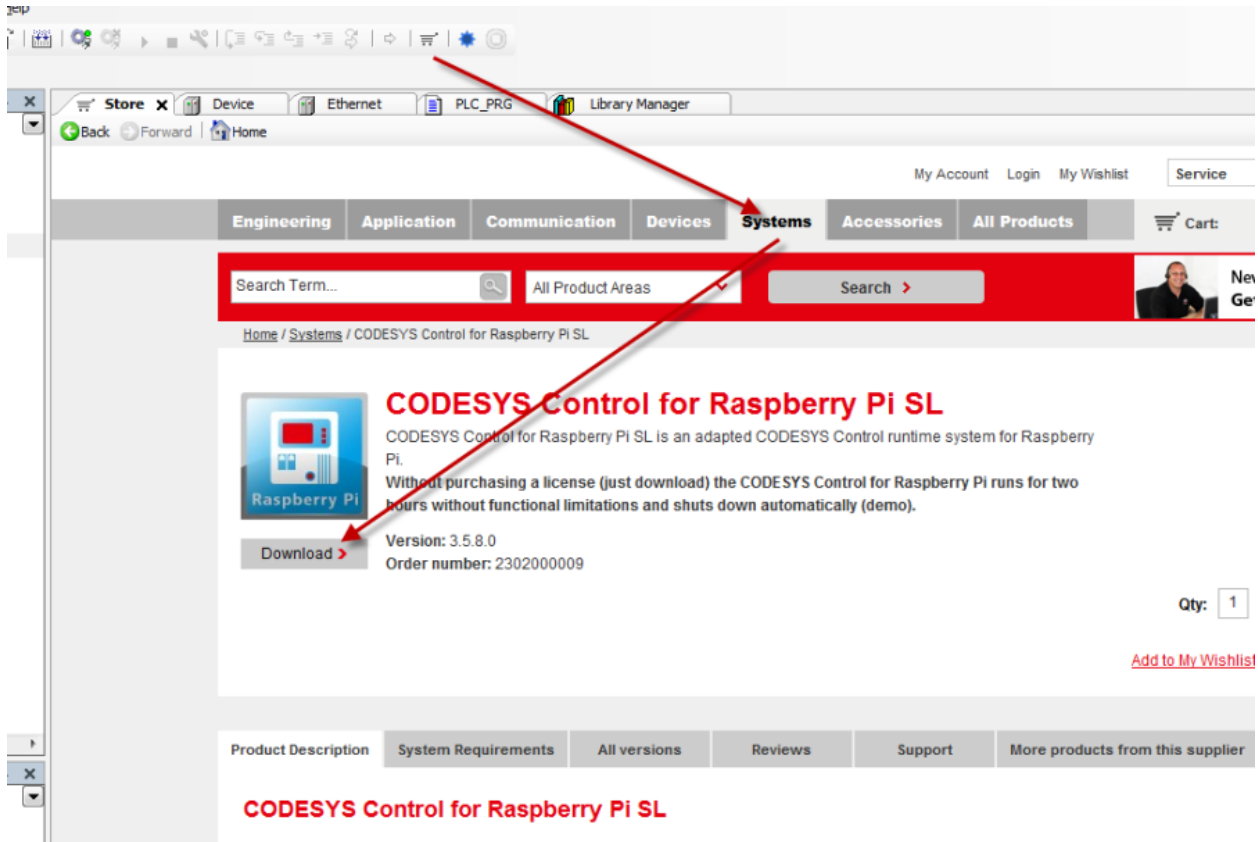 Store
Device
Ethernet
PLC_PRG
Library Manager
Back
Forward
Home
My Account Login My Wishlist
Service
Engineering
Application
Communication
Devices
Systems
Accessories
All Products
Cart:
Search Term...
All Product Areas
Search
Home / Systems / CODESYS Control for Raspberry Pi SL
CODESYS Control for Raspberry Pi SL
CODESYS Control for Raspberry Pi SL is an adapted CODESYS Control runtime system for Raspberry
Pi.
Without purchasing a license (just download) the CODESYS Control for Raspberry Pi runs for two
hours without functional limitations and shuts down automatically (demo).
Raspberry Pi
Download
Version: 3.5.8.0
Order number: 2302000009
Qty: 1
Add to My Wishlist
Product Description
System Requirements
All versions
Reviews
Support
More products from this supplier
CODESYS Control for Raspberry Pi SL